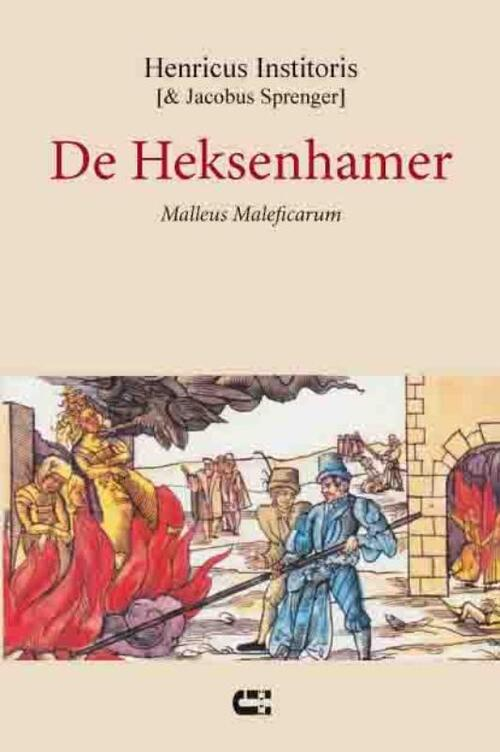 Henricus Institoris
[& Jacobus Sprenger]
De Heksenhamer
Malleus Maleficarum